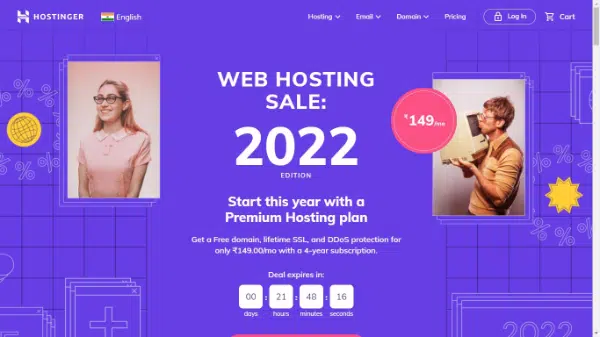 HOSTINGER
English
Hosting
Email
Domain
Pricing
Log In
Cart
WEB HOSTING
SALE:
2022
EDITION
₹149/mo
Start this year with a
Premium Hosting plan
Get a Free domain, lifetime SSL, and DDoS protection for
only ₹149.00/mo with a 4-year subscription.
Deal expires in:
00 : 21 : 48 : 16
days hours minutes seconds
2022